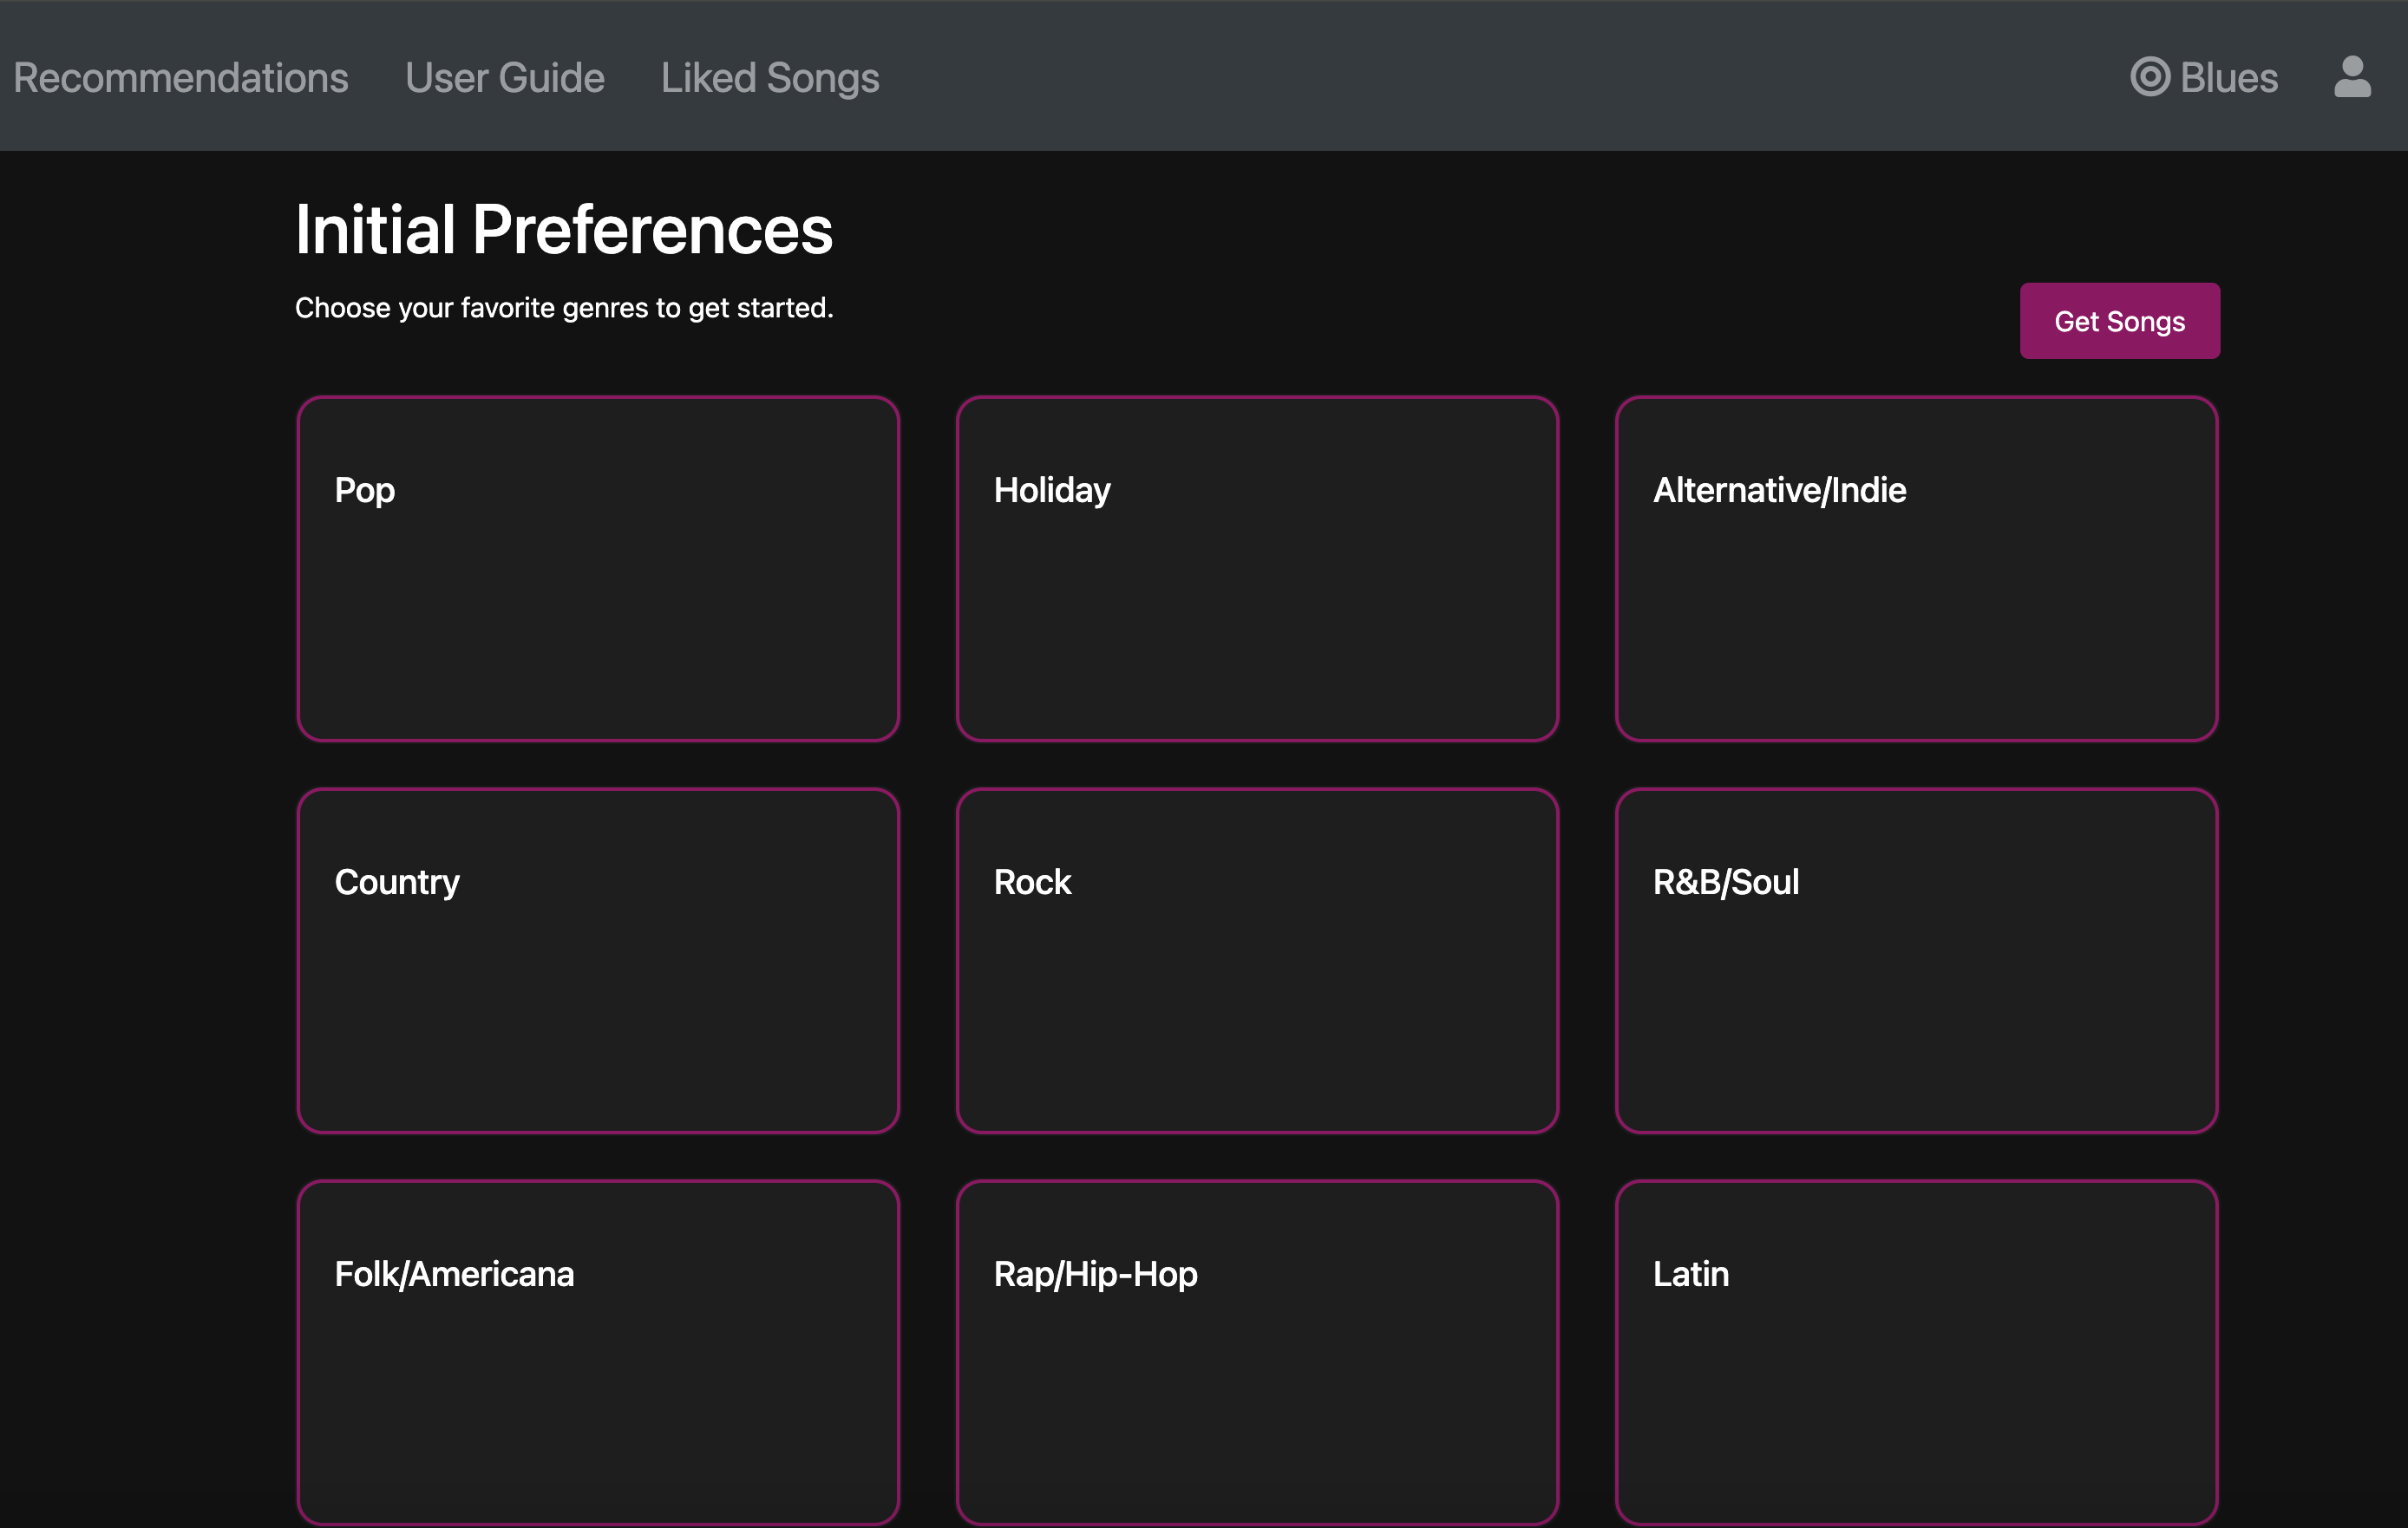 Recommendations User Guide Liked Songs Blues
Initial Preferences
Choose your favorite genres to get started.
Get Songs
Pop Holiday Alternative/Indie
Country Rock R&B/Soul
Folk/Americana Rap/Hip-Hop Latin